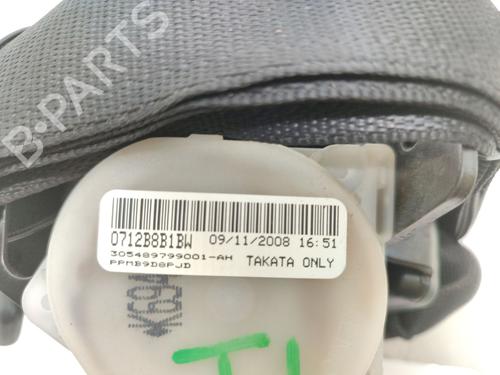 B-PARTS
0712B8B1BW 09/11/2008 16:51
305489799001-AH TAKATA ONLY
PPMB9D8PJD